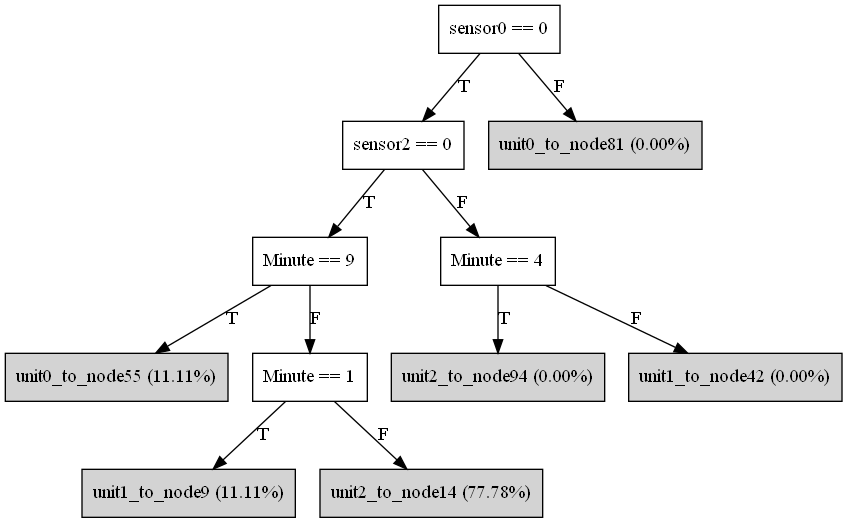 sensor0 == 0
T
F
sensor2 == 0
unit0_to_node81 (0.00%)
T
F
Minute == 9
Minute == 4
T
F
T
F
unit0_to_node55 (11.11%)
Minute == 1
unit2_to_node94 (0.00%)
unit1_to_node42 (0.00%)
T
F
unit1_to_node9 (11.11%)
unit2_to_node14 (77.78%)